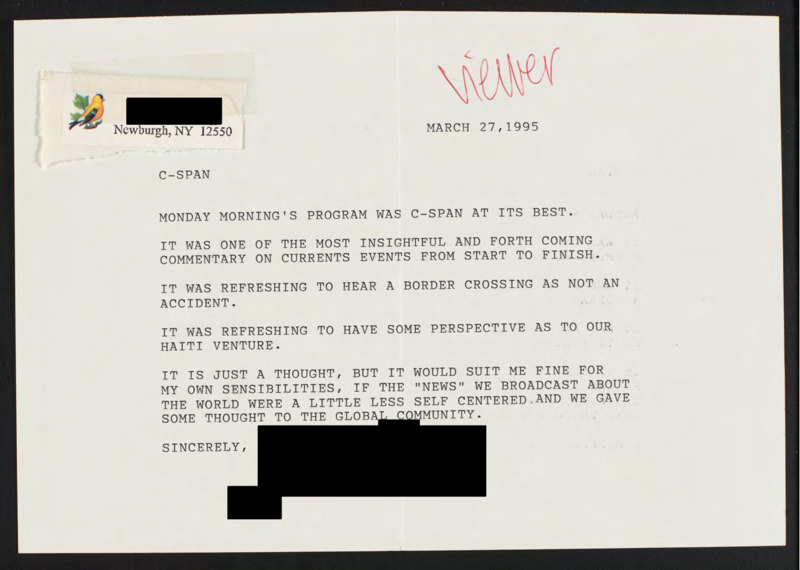 viewer
Newburgh, NY 12550
MARCH 27,1995
C-SPAN
MONDAY MORNING'S PROGRAM WAS C-SPAN AT ITS BEST.
IT WAS ONE OF THE MOST INSIGHTFUL AND FORTH COMING
COMMENTARY ON CURRENTS EVENTS FROM START TO FINISH.
IT WAS REFRESHING TO HEAR A BORDER CROSSING AS NOT AN
ACCIDENT.
IT WAS REFRESHING TO HAVE SOME PERSPECTIVE AS TO OUR
HAITI VENTURE.
IT IS JUST A THOUGHT, BUT IT WOULD SUIT ME FINE FOR
MY OWN SENSIBILITIES, IF THE "NEWS" WE BROADCAST ABOUT
THE WORLD WERE A LITTLE LESS SELF CENTERED AND WE GAVE
SOME THOUGHT TO THE GLOBAL COMMUNITY.
SINCERELY,